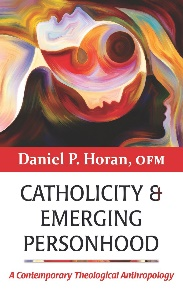 Daniel P. Horan, OFM
CATHOLICITY &
EMERGING
PERSONHOOD
A Contemporary Theological Anthropology